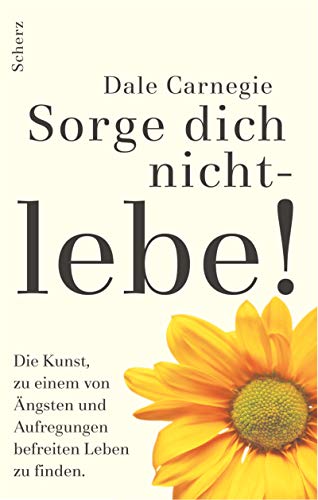 Scherz
Dale Carnegie
Sorge dich
nicht-
lebe!
Die Kunst,
zu einem von
Ängsten und
Aufregungen
befreiten Leben
zu finden.